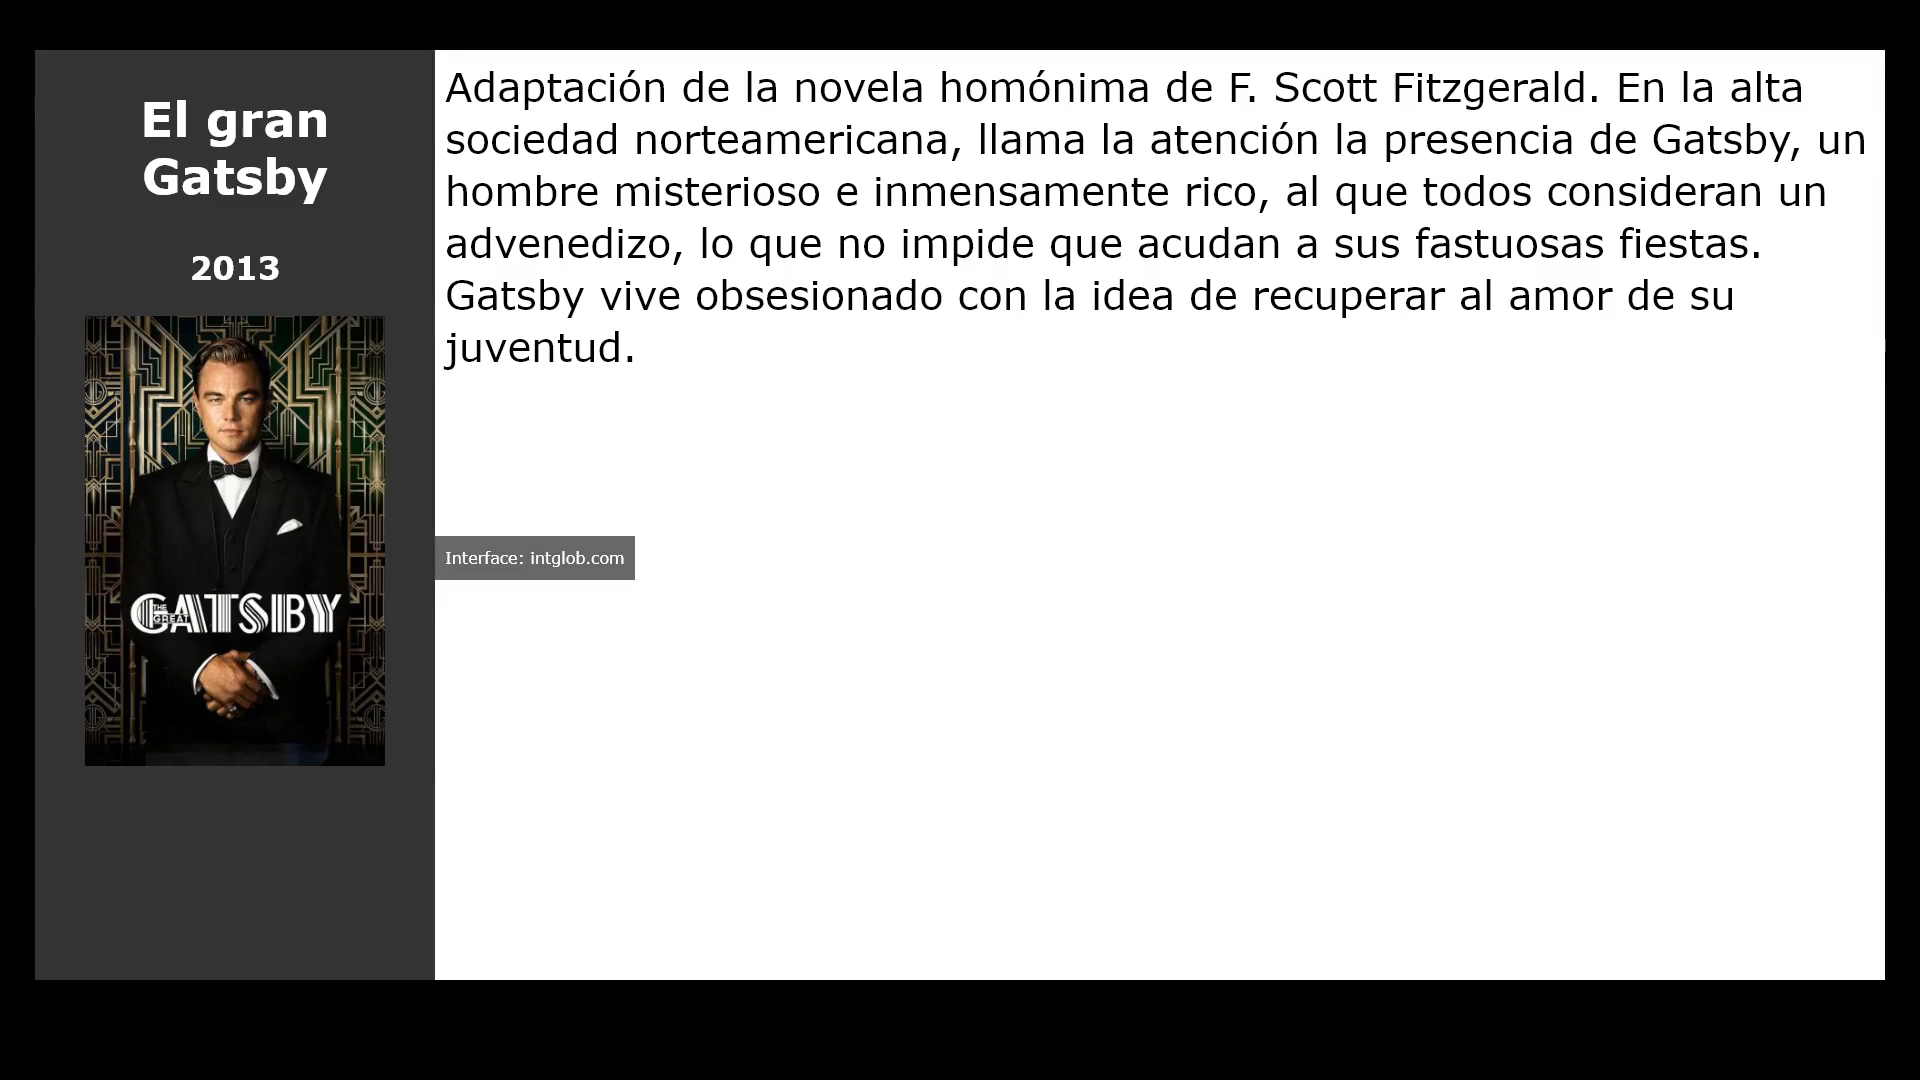 El gran
Gatsby
2013
THE
GREAT
GATSBY
Adaptación de la novela homónima de F. Scott Fitzgerald. En la alta
sociedad norteamericana, llama la atención la presencia de Gatsby, un
hombre misterioso e inmensamente rico, al que todos consideran un
advenedizo, lo que no impide que acudan a sus fastuosas fiestas.
Gatsby vive obsesionado con la idea de recuperar al amor de su
juventud.
Interface: intglob.com